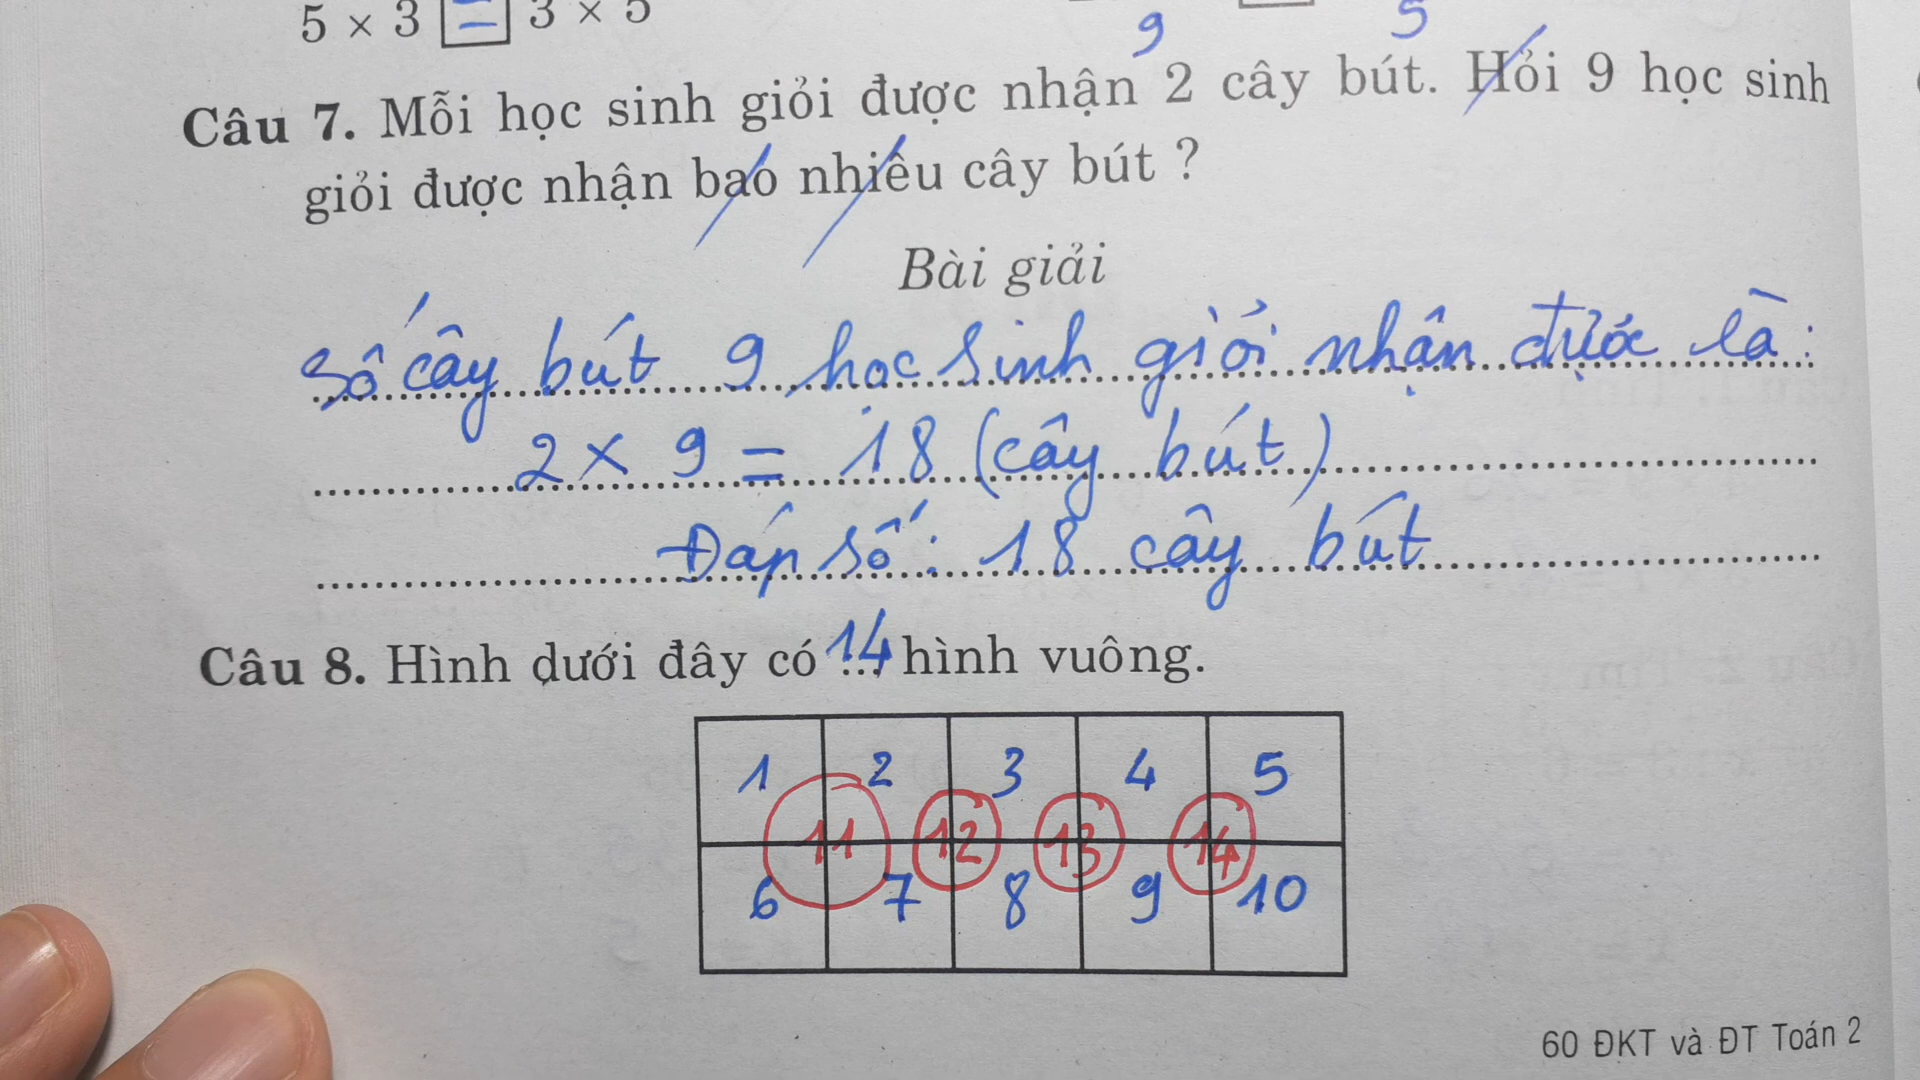 5 × 3 = 3 × 5
9 5
Câu 7. Mỗi học sinh giỏi được nhận 2 cây bút. Hỏi 9 học sinh
giỏi được nhận bao nhiêu cây bút ?
Bài giải
Số cây bút 9 học sinh giỏi nhận được là :
2 × 9 = 18 (cây bút)
Đáp số : 18 cây bút
Câu 8. Hình dưới đây có 14 hình vuông.
1 2 3 4 5
11 12 13 14
6 7 8 9 10
60 ĐKT và ĐT Toán 2